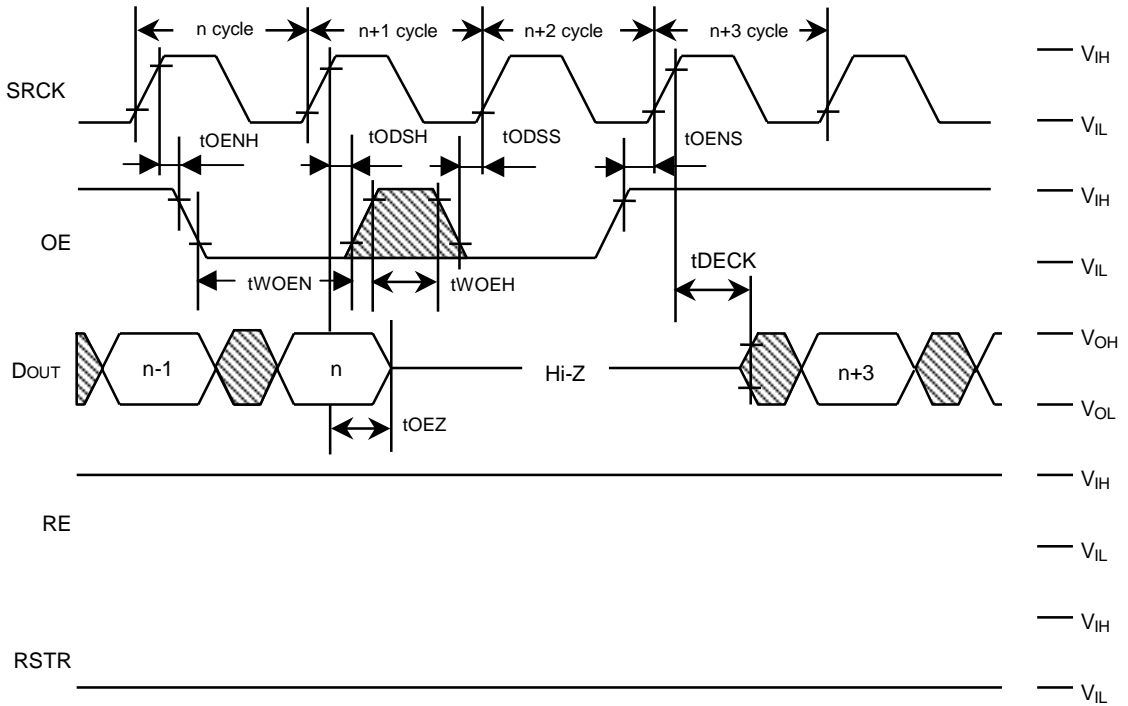 n cycle n+1 cycle n+2 cycle n+3 cycle
VIH
SRCK
VIL
tOENH tODSH tODSS tOENS
VIH
OE
VIL
tDECK
tWOEN tWOEH
VOH
DOUT n-1 n Hi-Z n+3
VOL
tOEZ
VIH
RE
VIL
VIH
RSTR
VIL